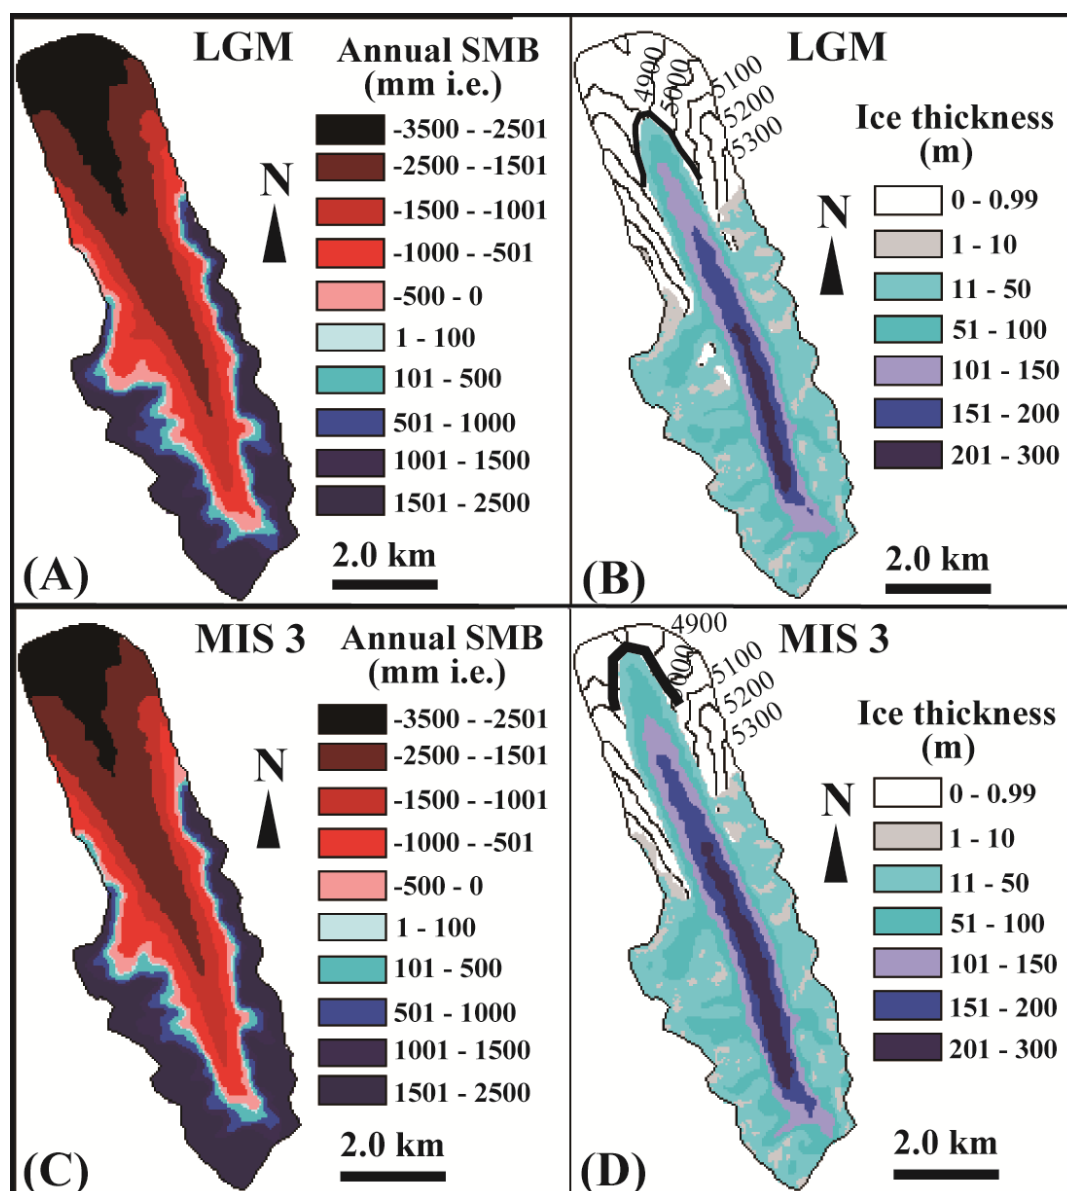 LGM
Annual SMB
(mm i.e.)
-3500 - -2501
-2500 - -1501
-1500 - -1001
-1000 - -501
-500 - 0
1 - 100
101 - 500
501 - 1000
1001 - 1500
1501 - 2500
N
2.0 km
(A)
LGM
4900
5000
5100
5200
5300
Ice thickness
(m)
0 - 0.99
1 - 10
11 - 50
51 - 100
101 - 150
151 - 200
201 - 300
N
2.0 km
(B)
MIS 3
Annual SMB
(mm i.e.)
-3500 - -2501
-2500 - -1501
-1500 - -1001
-1000 - -501
-500 - 0
1 - 100
101 - 500
501 - 1000
1001 - 1500
1501 - 2500
N
2.0 km
(C)
MIS 3
4900
5000
5100
5200
5300
Ice thickness
(m)
0 - 0.99
1 - 10
11 - 50
51 - 100
101 - 150
151 - 200
201 - 300
N
2.0 km
(D)